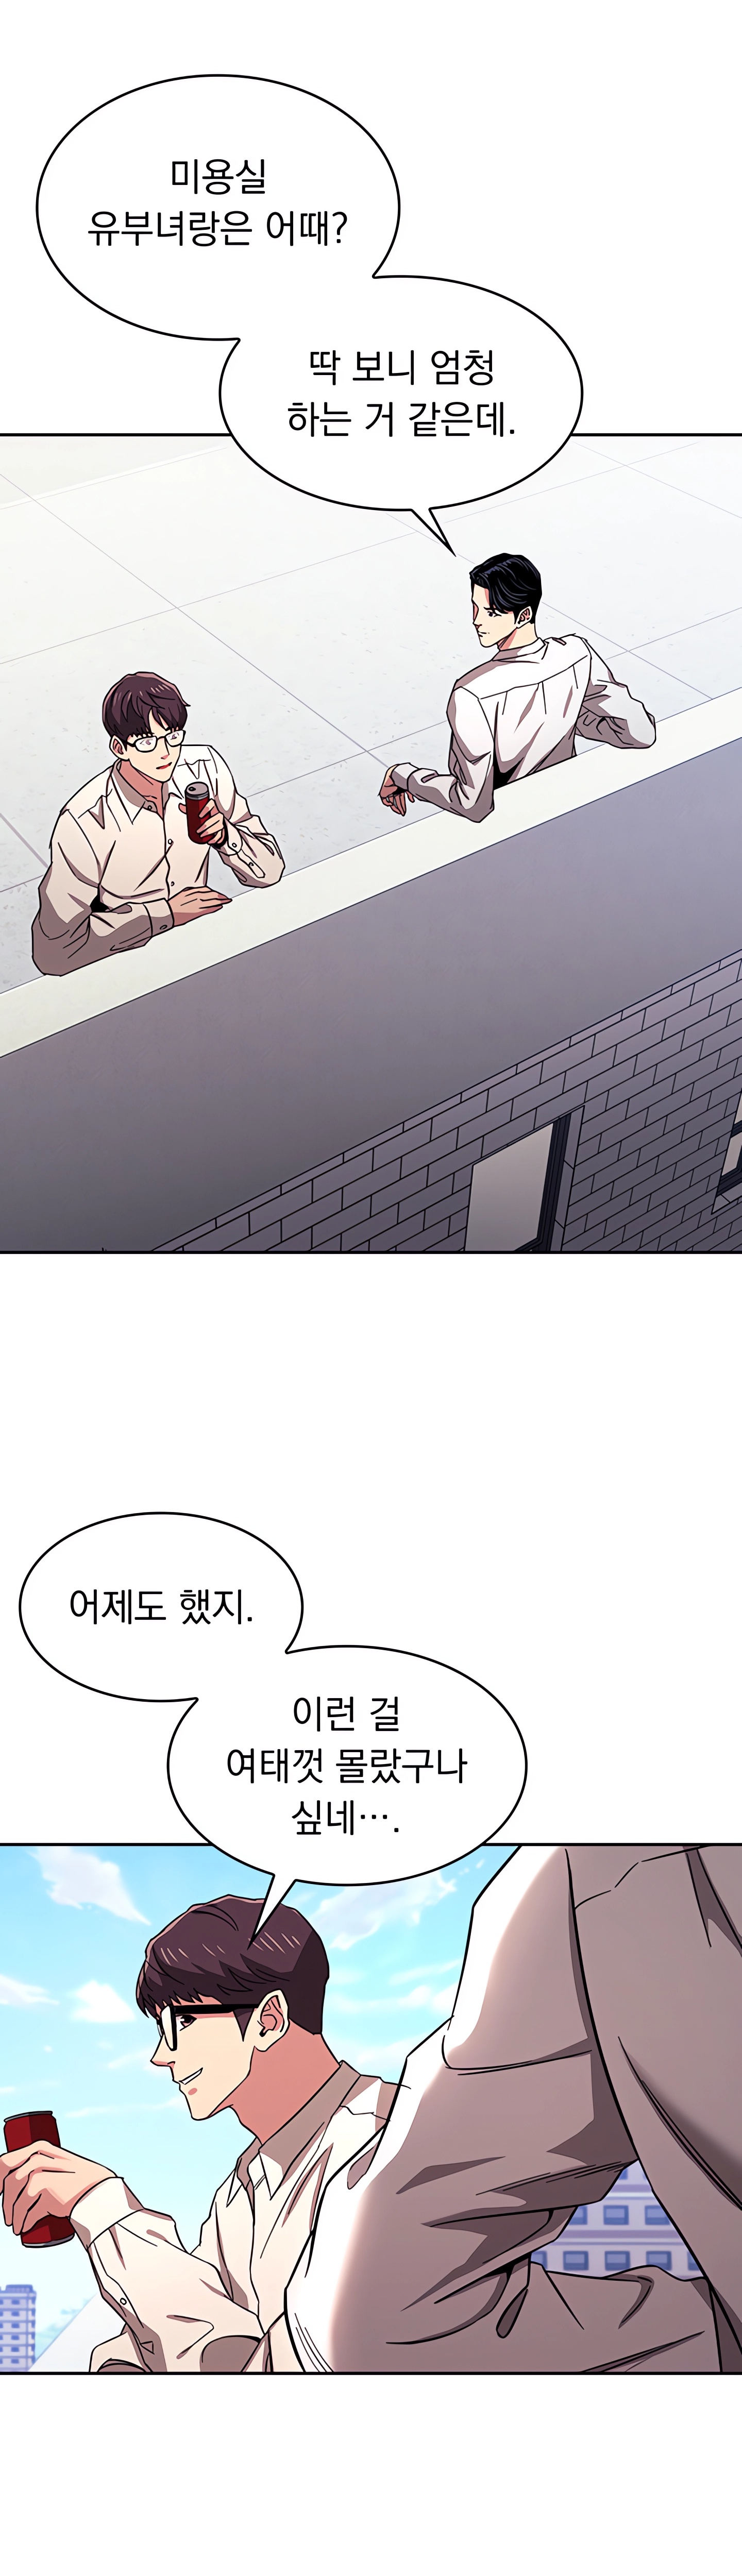 미용실
유부녀랑은 어때?
딱 보니 엄청
하는 거 같은데.
어제도 했지.
이런 걸
여태껏 몰랐구나
싶네….